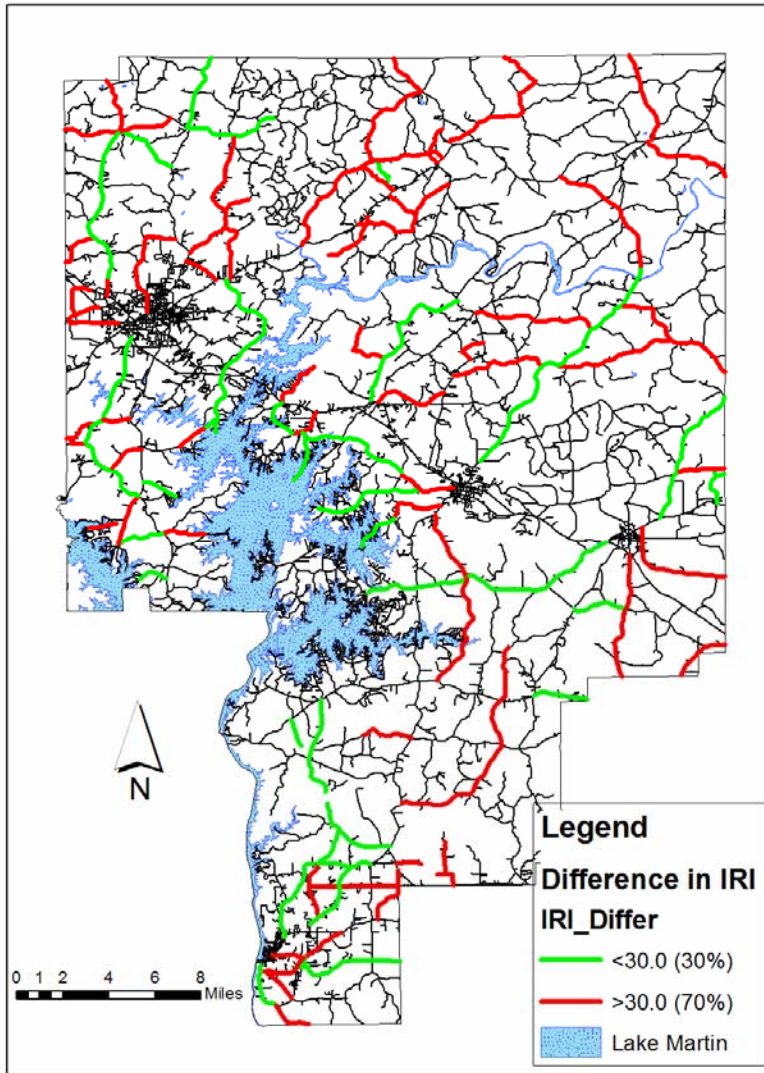 N
0 1 2 4 6 8
Miles
Legend
Difference in IRI
IRI_Differ
<30.0 (30%)
>30.0 (70%)
Lake Martin